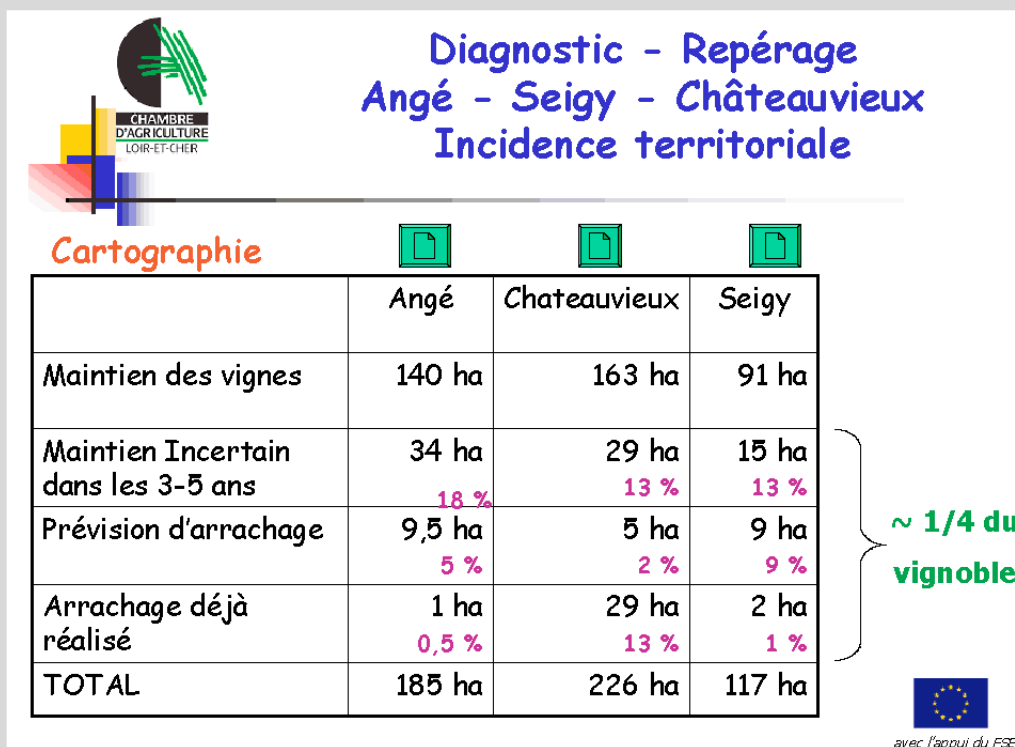 CHAMBRE
D'AGRICULTURE
LOIR-ET-CHER
Diagnostic - Repérage
Angé - Seigy - Châteauvieux
Incidence territoriale
Cartographie
Angé Chateauvieux Seigy
Maintien des vignes 140 ha 163 ha 91 ha
Maintien Incertain 34 ha 29 ha 15 ha
dans les 3-5 ans 18 % 13 % 13 %
Prévision d'arrachage 9,5 ha 5 ha 9 ha
5 % 2 % 9 %
Arrachage déjà 1 ha 29 ha 2 ha
réalisé 0,5 % 13 % 1 %
TOTAL 185 ha 226 ha 117 ha
~ 1/4 du
vignoble
avec l'appui du FSE